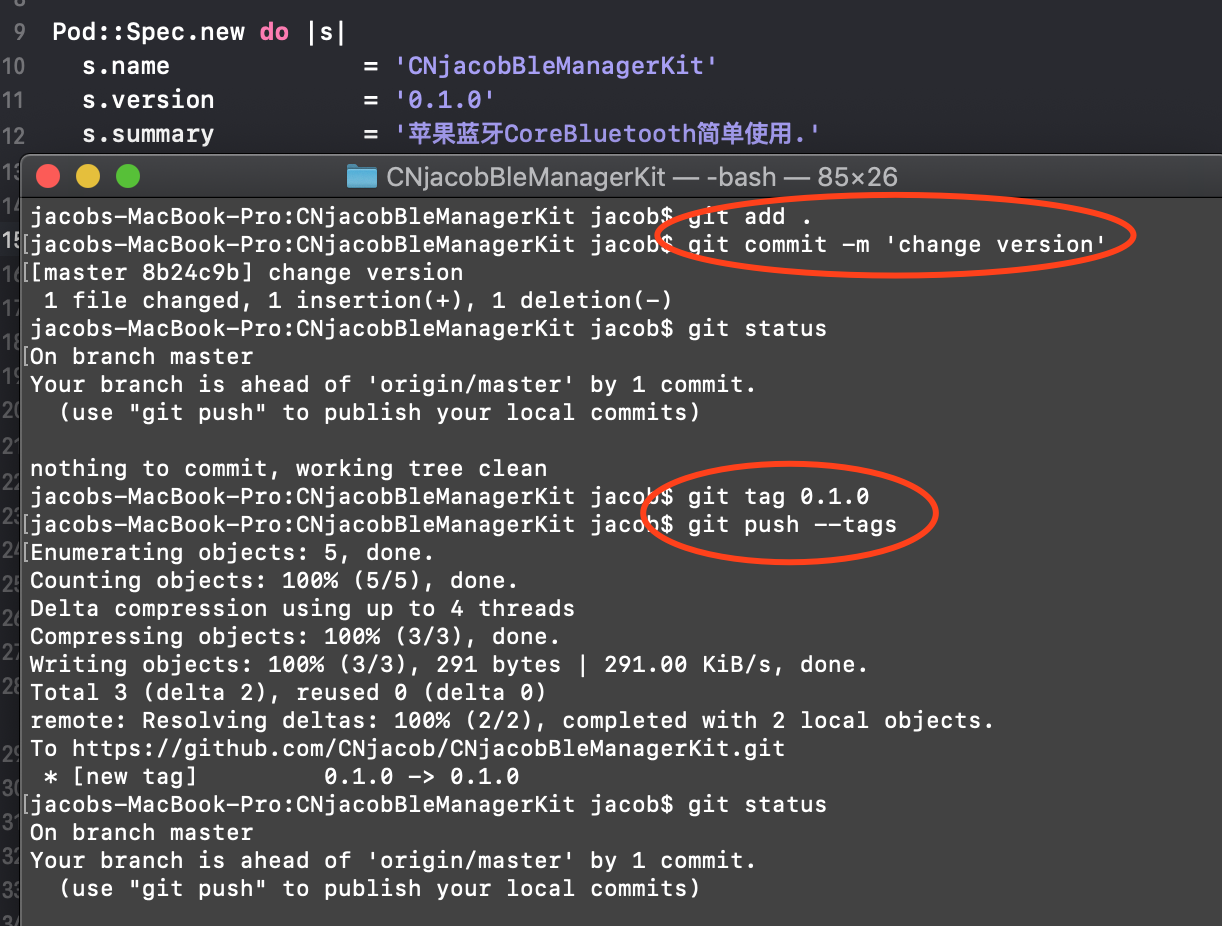 9 Pod::Spec.new do |s|
10 s.name = 'CNjacobBleManagerKit'
11 s.version = '0.1.0'
12 s.summary = '苹果蓝牙CoreBluetooth简单使用.'
CNjacobBleManagerKit — -bash — 85×26
jacobs-MacBook-Pro:CNjacobBleManagerKit jacob$ git add .
[jacobs-MacBook-Pro:CNjacobBleManagerKit jacob$ git commit -m 'change version'
[[master 8b24c9b] change version
1 file changed, 1 insertion(+), 1 deletion(-)
jacobs-MacBook-Pro:CNjacobBleManagerKit jacob$ git status
[On branch master
Your branch is ahead of 'origin/master' by 1 commit.
(use "git push" to publish your local commits)
nothing to commit, working tree clean
jacobs-MacBook-Pro:CNjacobBleManagerKit jacob$ git tag 0.1.0
[jacobs-MacBook-Pro:CNjacobBleManagerKit jacob$ git push --tags
[Enumerating objects: 5, done.
Counting objects: 100% (5/5), done.
Delta compression using up to 4 threads
Compressing objects: 100% (3/3), done.
Writing objects: 100% (3/3), 291 bytes | 291.00 KiB/s, done.
Total 3 (delta 2), reused 0 (delta 0)
remote: Resolving deltas: 100% (2/2), completed with 2 local objects.
To https://github.com/CNjacob/CNjacobBleManagerKit.git
* [new tag] 0.1.0 -> 0.1.0
[jacobs-MacBook-Pro:CNjacobBleManagerKit jacob$ git status
On branch master
Your branch is ahead of 'origin/master' by 1 commit.
(use "git push" to publish your local commits)